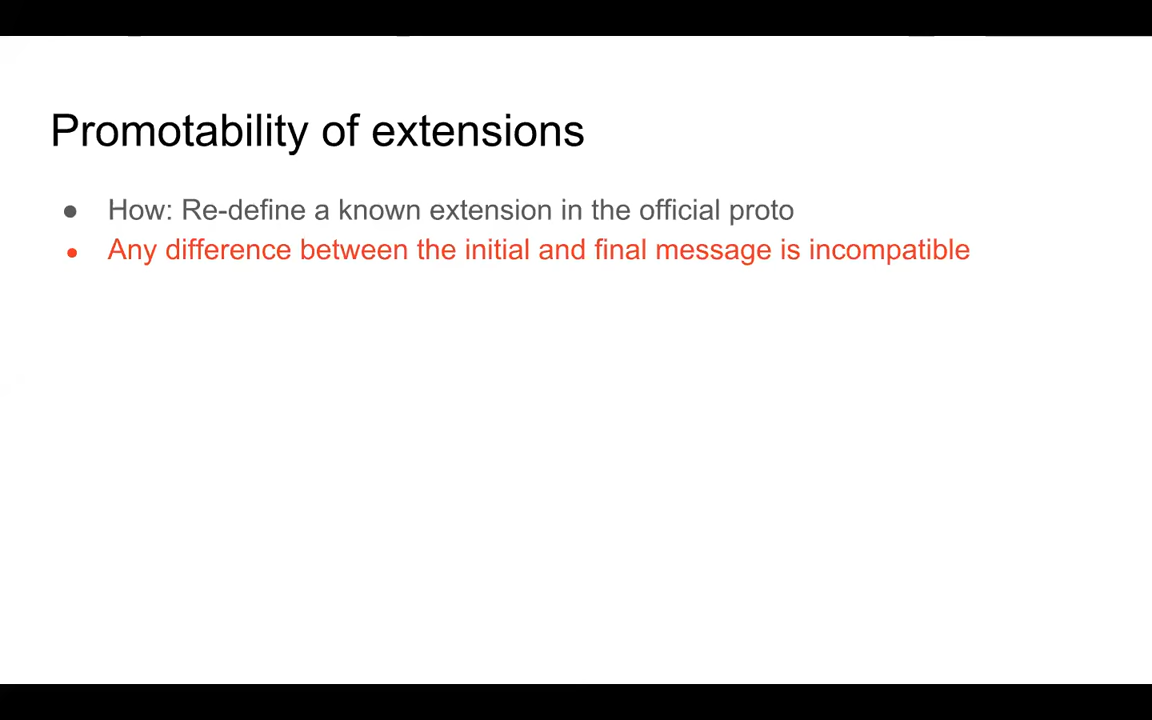 Promotability of extensions
● How: Re-define a known extension in the official proto
● Any difference between the initial and final message is incompatible